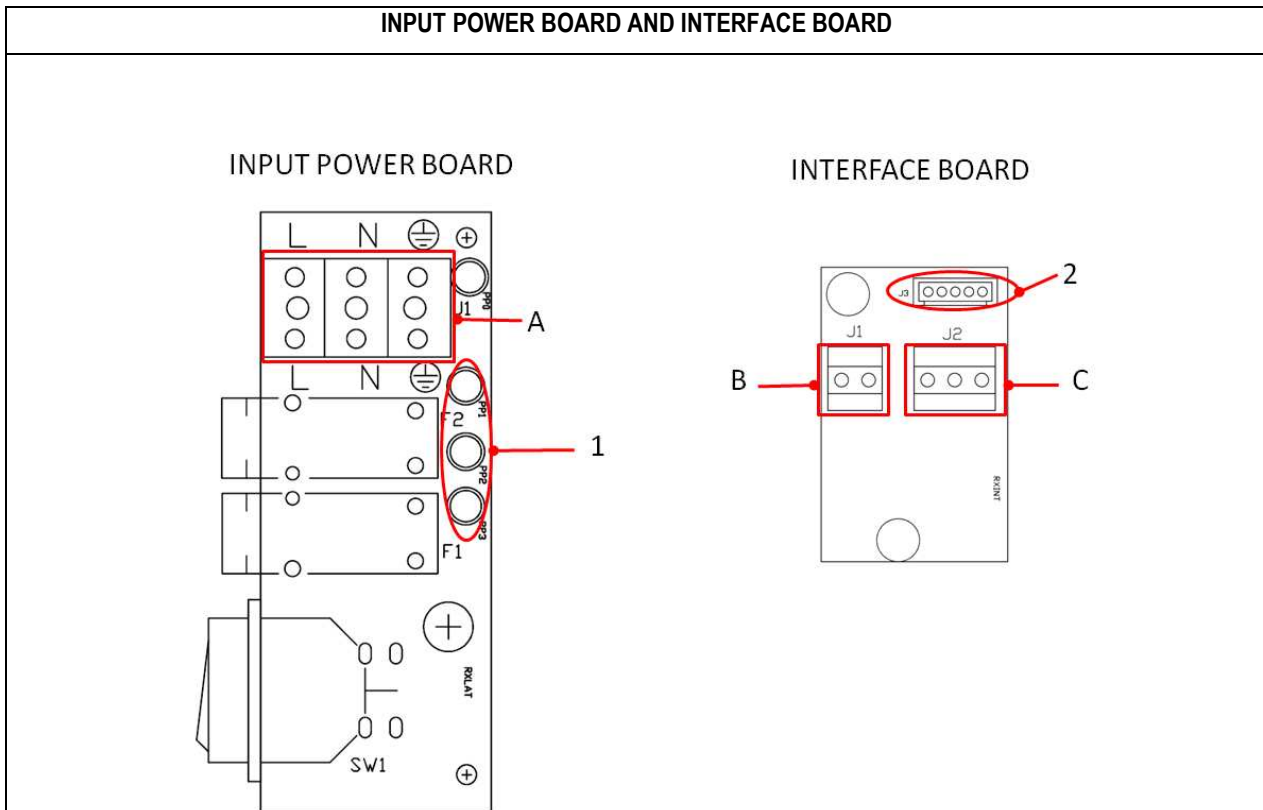 INPUT POWER BOARD AND INTERFACE BOARD
INPUT POWER BOARD
L N
PP0
J1
A
L N
F2
PP1
PP2
1
PP3
F1
RXLAT
SW1
INTERFACE BOARD
J3
2
J1 J2
B
C
RXINT